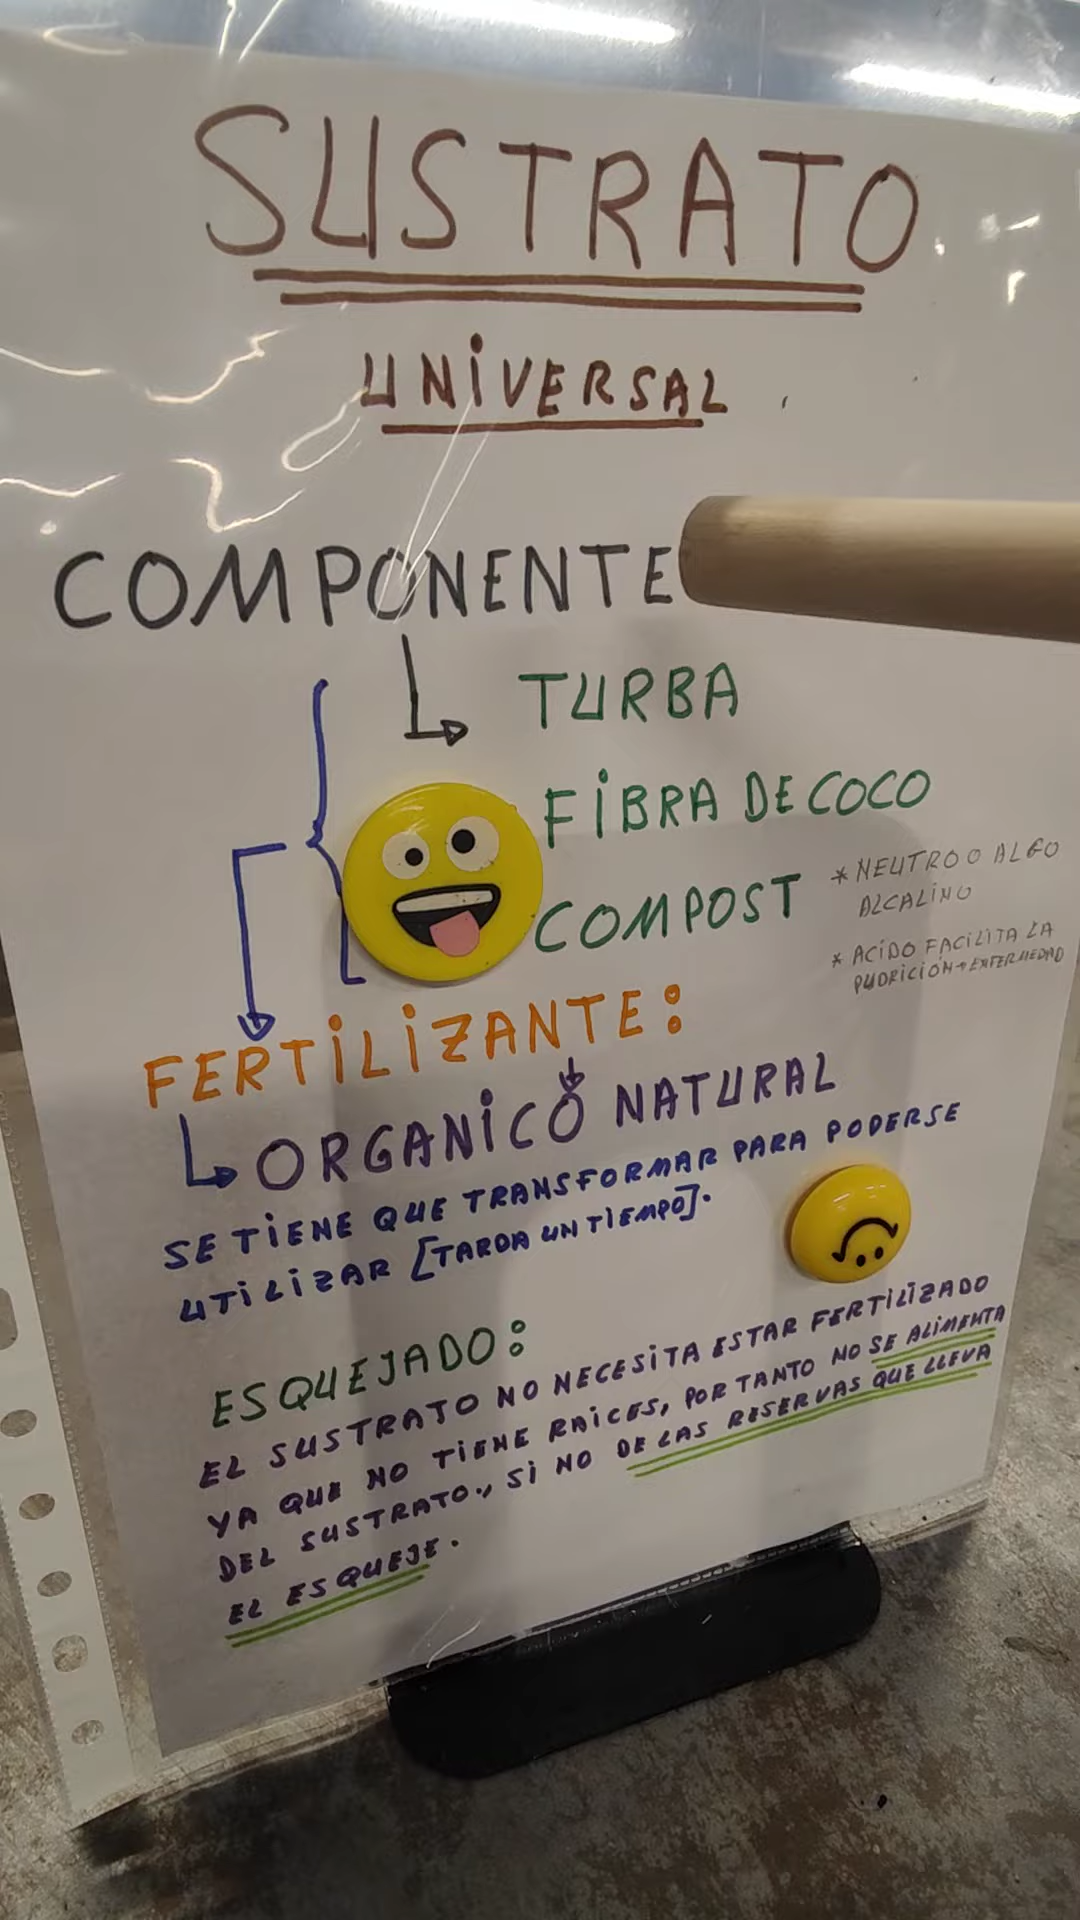 SUSTRATO
UNIVERSAL
COMPONENTE
TURBA
FIBRA DE COCO
COMPOST
* NEUTRO O ALGO
ALCALINO
* ACIDO FACILITA LA
PUDRICIÓN → ENFERMEDAD
FERTILIZANTE:
ORGANICO NATURAL
SE TIENE QUE TRANSFORMAR PARA PODERSE
UTILIZAR [TARDA UN TIEMPO].
ESQUEJADO:
EL SUSTRATO NO NECESITA ESTAR FERTILIZADO
YA QUE NO TIENE RAICES, POR TANTO NO SE ALIMENTA
DEL SUSTRATO., SI NO DE LAS RESERVAS QUE LLEVA
EL ESQUEJE.